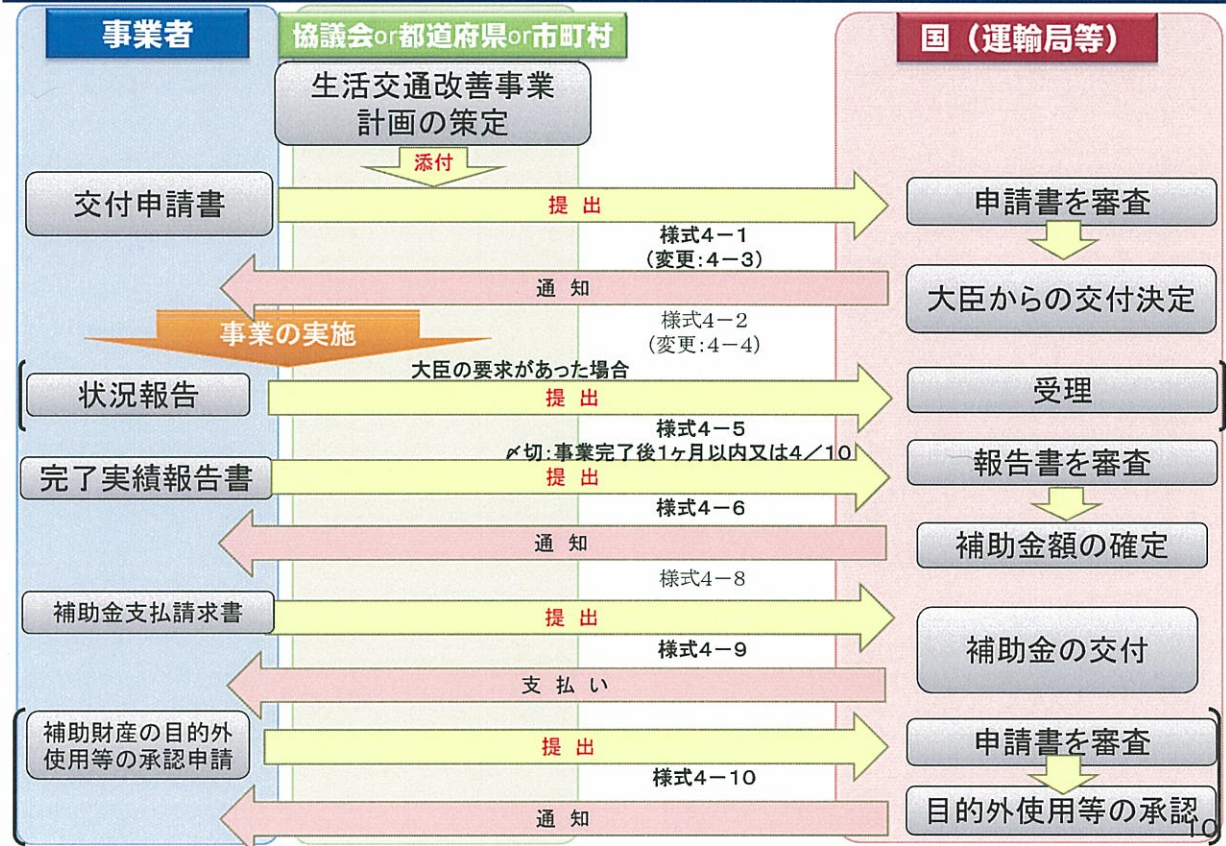 事業者
協議会or都道府県or市町村
国（運輸局等）
生活交通改善事業
計画の策定
添付
交付申請書
提 出
申請書を審査
様式4－1
（変更：4－3）
通 知
大臣からの交付決定
様式4－2
（変更：4－4）
事業の実施
大臣の要求があった場合
状況報告
提 出
受理
様式4－5
〆切：事業完了後1ヶ月以内又は4／10
完了実績報告書
提 出
報告書を審査
様式4－6
通 知
補助金額の確定
様式4－8
補助金支払請求書
提 出
補助金の交付
様式4－9
支 払 い
補助財産の目的外
使用等の承認申請
提 出
申請書を審査
様式4－10
通 知
目的外使用等の承認
10